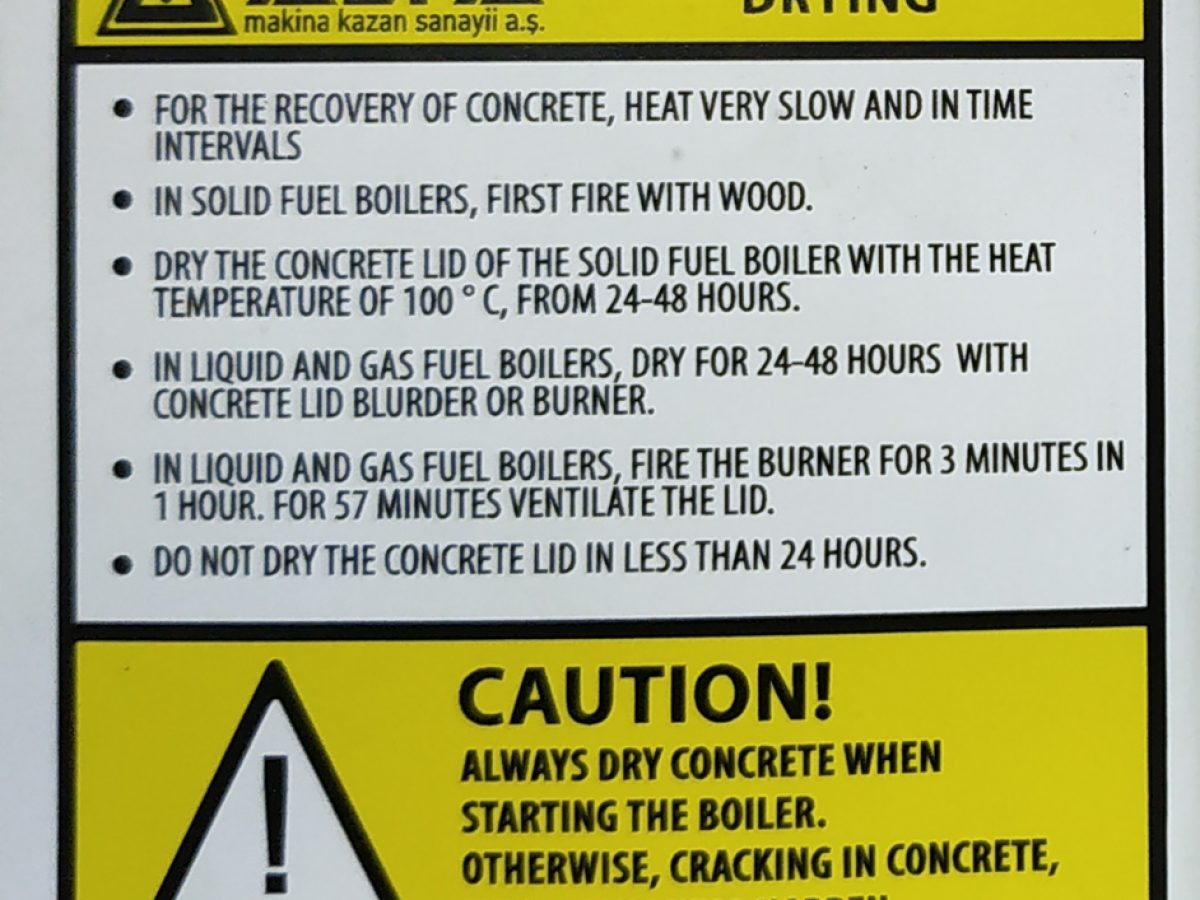 makina kazan sanayii a.ş.
DRYING
• FOR THE RECOVERY OF CONCRETE, HEAT VERY SLOW AND IN TIME
INTERVALS
• IN SOLID FUEL BOILERS, FIRST FIRE WITH WOOD.
• DRY THE CONCRETE LID OF THE SOLID FUEL BOILER WITH THE HEAT
TEMPERATURE OF 100 ° C, FROM 24-48 HOURS.
• IN LIQUID AND GAS FUEL BOILERS, DRY FOR 24-48 HOURS WITH
CONCRETE LID BLURDER OR BURNER.
• IN LIQUID AND GAS FUEL BOILERS, FIRE THE BURNER FOR 3 MINUTES IN
1 HOUR. FOR 57 MINUTES VENTILATE THE LID.
• DO NOT DRY THE CONCRETE LID IN LESS THAN 24 HOURS.
CAUTION!
ALWAYS DRY CONCRETE WHEN
STARTING THE BOILER.
OTHERWISE, CRACKING IN CONCRETE,